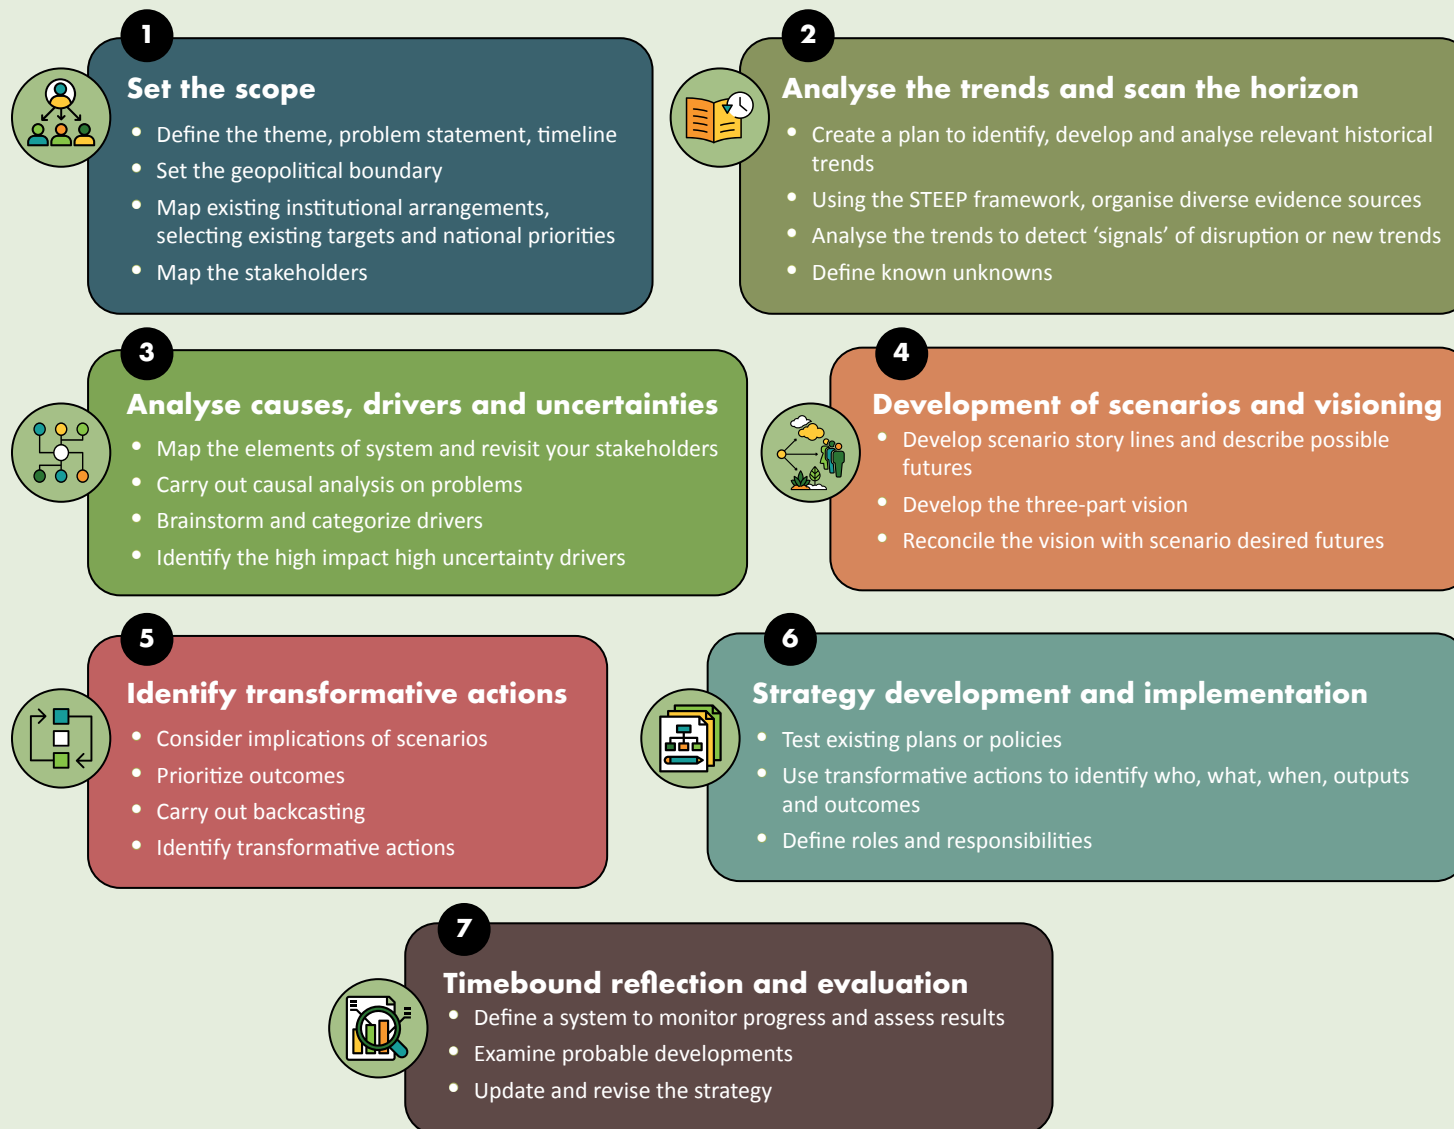 1
Set the scope
• Define the theme, problem statement, timeline
• Set the geopolitical boundary
• Map existing institutional arrangements,
selecting existing targets and national priorities
• Map the stakeholders
2
Analyse the trends and scan the horizon
• Create a plan to identify, develop and analyse relevant historical
trends
• Using the STEEP framework, organise diverse evidence sources
• Analyse the trends to detect ‘signals’ of disruption or new trends
• Define known unknowns
3
Analyse causes, drivers and uncertainties
• Map the elements of system and revisit your stakeholders
• Carry out causal analysis on problems
• Brainstorm and categorize drivers
• Identify the high impact high uncertainty drivers
4
Development of scenarios and visioning
• Develop scenario story lines and describe possible
futures
• Develop the three-part vision
• Reconcile the vision with scenario desired futures
5
Identify transformative actions
• Consider implications of scenarios
• Prioritize outcomes
• Carry out backcasting
• Identify transformative actions
6
Strategy development and implementation
• Test existing plans or policies
• Use transformative actions to identify who, what, when, outputs
and outcomes
• Define roles and responsibilities
7
Timebound reflection and evaluation
• Define a system to monitor progress and assess results
• Examine probable developments
• Update and revise the strategy